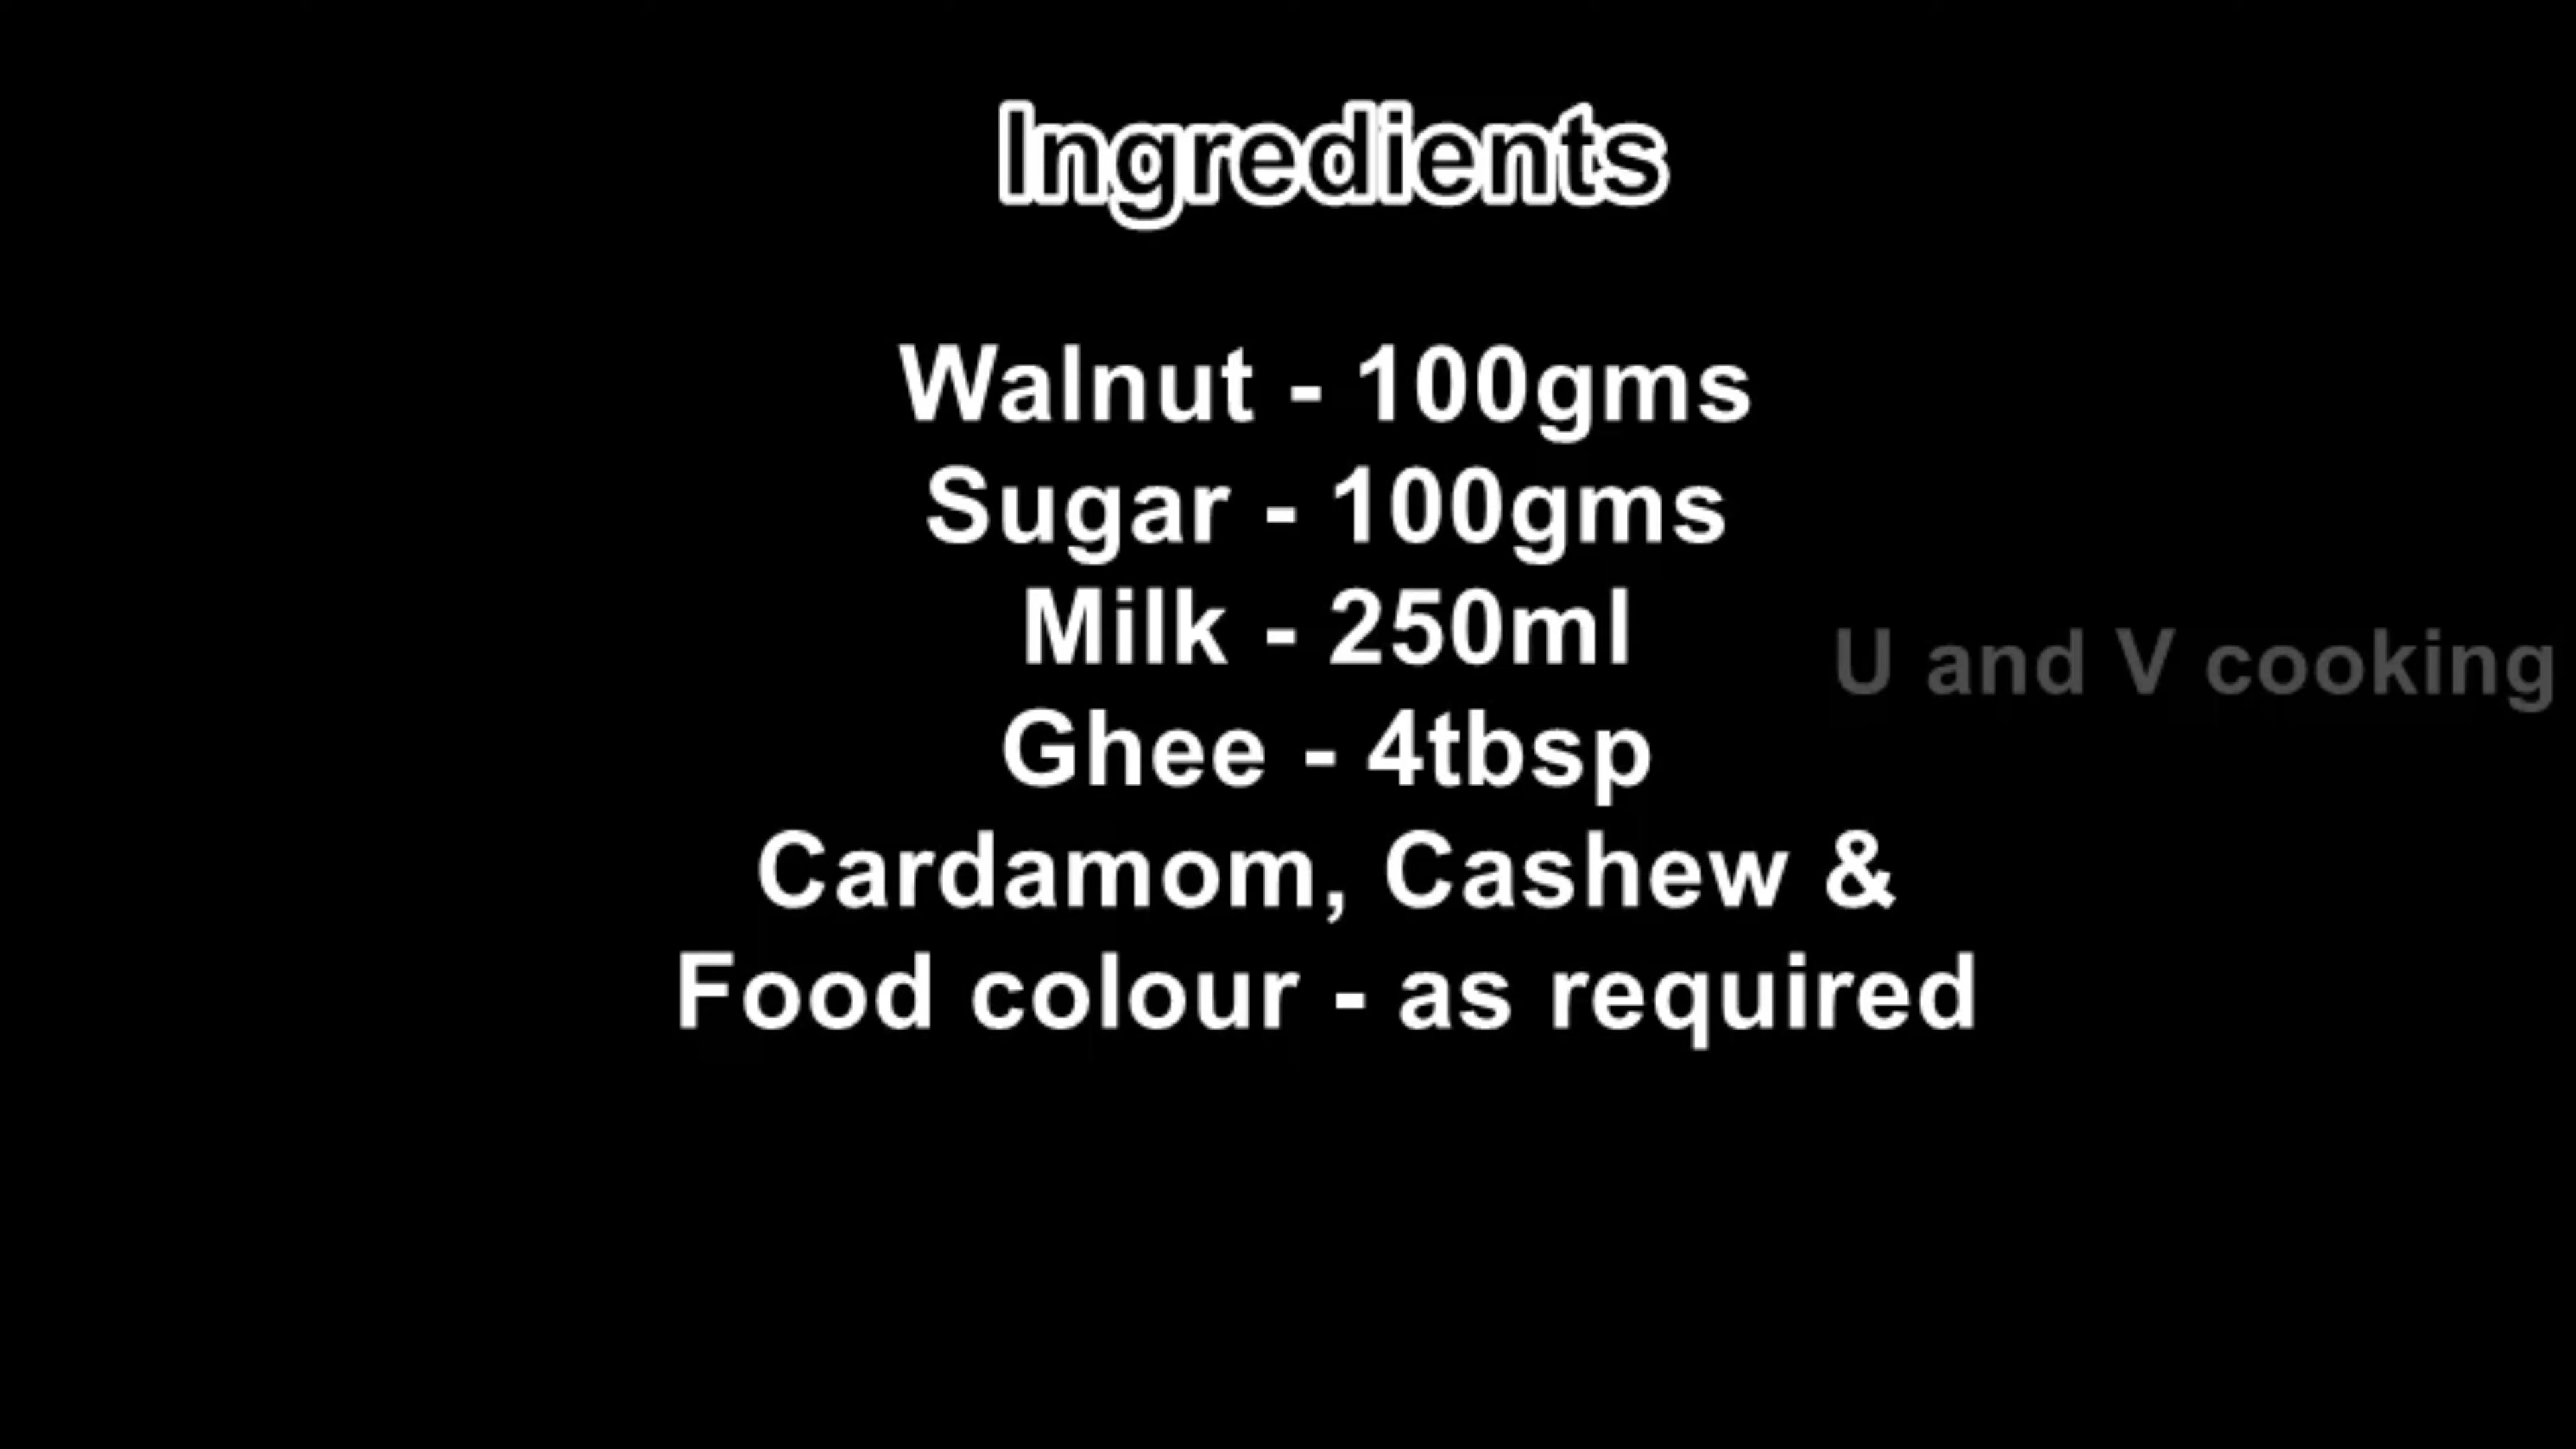 Ingredients
Walnut - 100gms
Sugar - 100gms
Milk - 250ml
U and V cooking
Ghee - 4tbsp
Cardamom, Cashew &
Food colour - as required